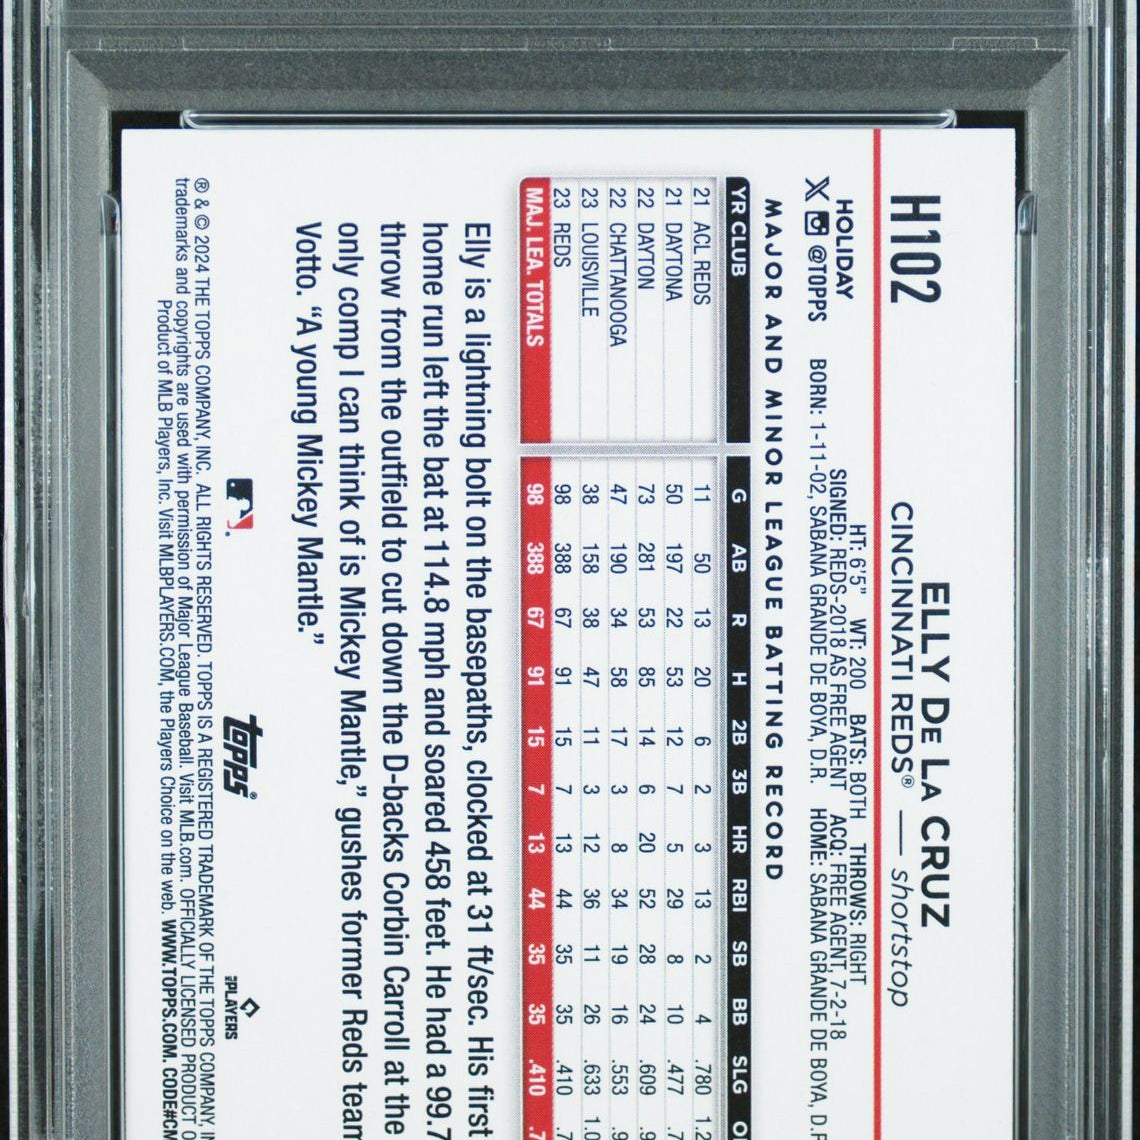 H102
ELLY DE LA CRUZ
CINCINNATI REDS® — shortstop
HOLIDAY
HT: 6'5" WT: 200 BATS: BOTH THROWS: RIGHT
SIGNED: REDS-2018 AS FREE AGENT ACQ: FREE AGENT, 7-2-18
@TOPPS BORN: 1-11-02, SABANA GRANDE DE BOYA, D.R. HOME: SABANA GRANDE DE BOYA, D.R
MAJOR AND MINOR LEAGUE BATTING RECORD
YR CLUB G AB R H 2B 3B HR RBI SB BB SLG
21 ACL REDS 11 50 13 20 6 2 3 13 2 4 .780
21 DAYTONA 50 197 22 53 12 7 5 29 8 10 .477
22 DAYTON 73 281 53 85 14 6 20 52 28 24 .609
22 CHATTANOOGA 47 190 34 58 17 3 8 34 19 16 .553
23 LOUISVILLE 38 158 38 47 11 3 12 36 11 26 .633
23 REDS 98 388 67 91 15 7 13 44 35 35 .410
MAJ. LEA. TOTALS 98 388 67 91 15 7 13 44 35 35 .410
Elly is a lightning bolt on the basepaths, clocked at 31 ft/sec. His first
home run left the bat at 114.8 mph and soared 458 feet. He had a 99.7
throw from the outfield to cut down the D-backs Corbin Carroll at the
only comp I can think of is Mickey Mantle," gushes former Reds team
Votto. "A young Mickey Mantle."
topps®
PLAYERS
® & © 2024 THE TOPPS COMPANY, INC. ALL RIGHTS RESERVED. TOPPS IS A REGISTERED TRADEMARK OF THE TOPPS COMPANY,
trademarks and copyrights are used with permission of Major League Baseball. Visit MLB.com. OFFICIALLY LICENSED PRODUCT
Product of MLB Players, Inc. Visit MLBPLAYERS.COM, the Players Choice on the web. WWW.TOPPS.COM. CODE#CM